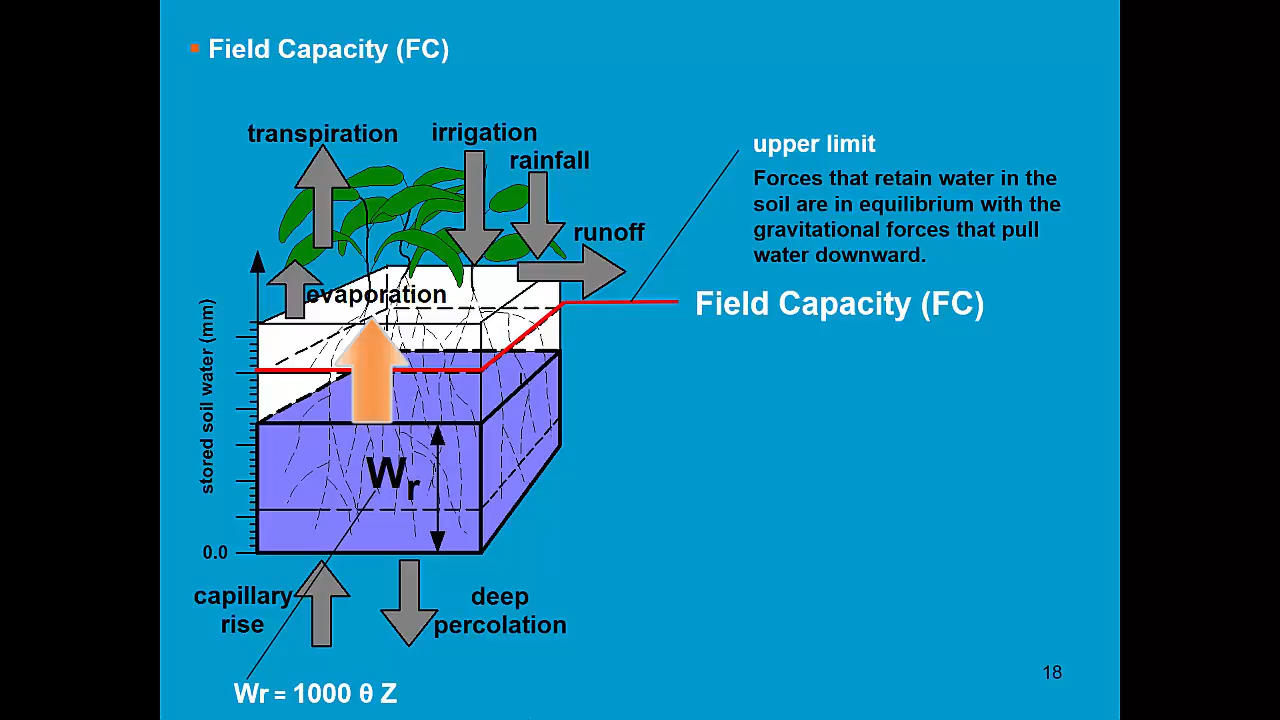 ▪ Field Capacity (FC)
transpiration
irrigation
rainfall
runoff
evaporation
upper limit
Forces that retain water in the
soil are in equilibrium with the
gravitational forces that pull
water downward.
Field Capacity (FC)
stored soil water (mm)
Wr
0.0
capillary
rise
deep
percolation
Wr = 1000 θ Z
18